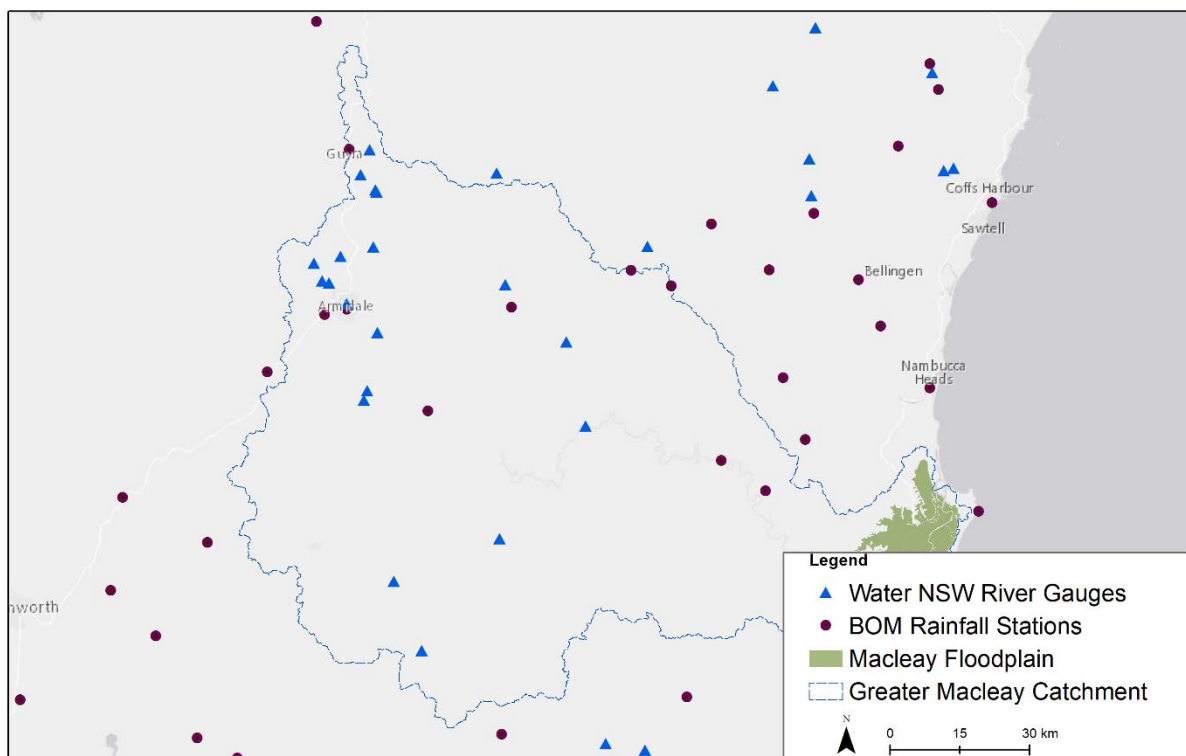 Guyra
Coffs Harbour
Sawtell
Bellingen
Armidale
Nambucca
Heads
nworth
Legend
Water NSW River Gauges
BOM Rainfall Stations
Macleay Floodplain
Greater Macleay Catchment
N
0 15 30 km